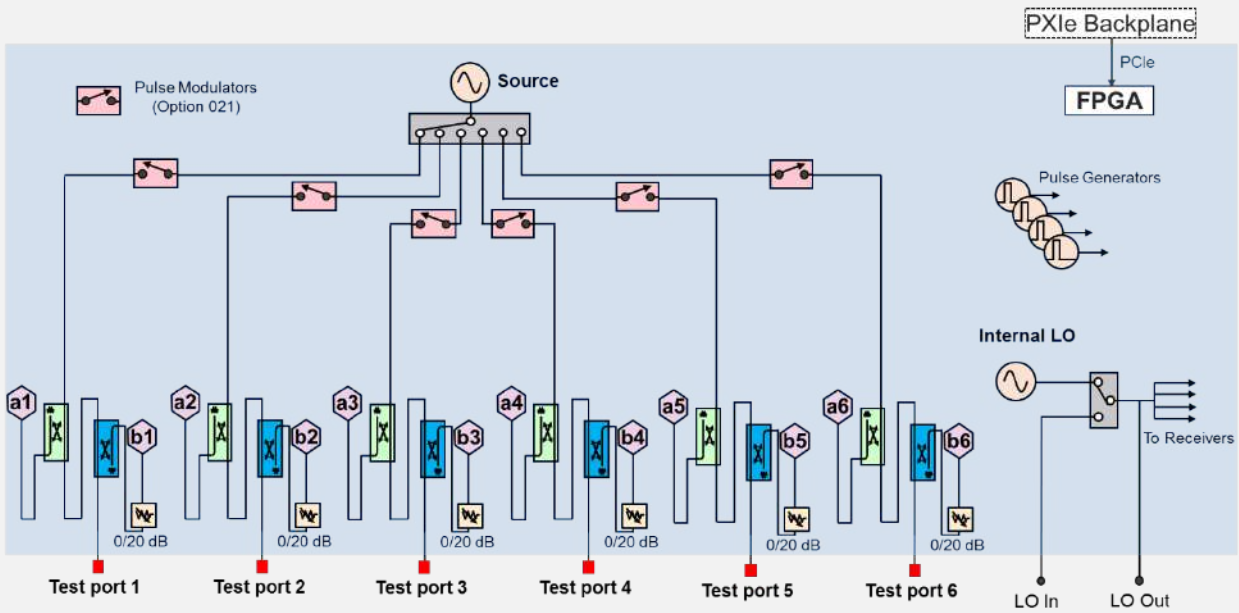 PXIe Backplane
PCIe
FPGA
Source
Pulse Modulators
(Option 021)
Pulse Generators
Internal LO
To Receivers
a1
a2
a3
a4
a5
a6
b1
b2
b3
b4
b5
b6
0/20 dB
0/20 dB
0/20 dB
0/20 dB
0/20 dB
0/20 dB
Test port 1
Test port 2
Test port 3
Test port 4
Test port 5
Test port 6
LO In
LO Out